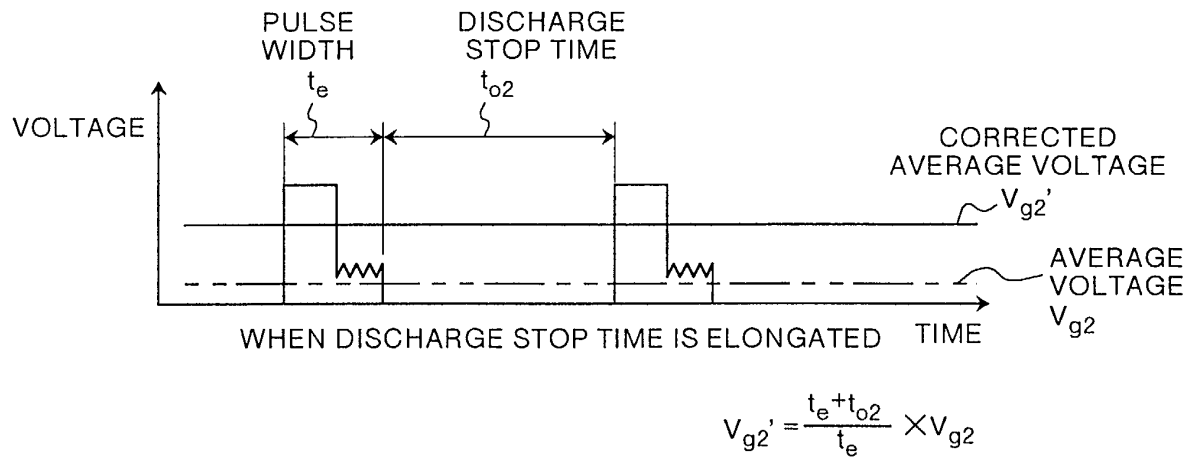 PULSE
WIDTH
t_e
DISCHARGE
STOP TIME
t_o2
VOLTAGE
CORRECTED
AVERAGE VOLTAGE
V_g2'
AVERAGE
VOLTAGE
V_g2
TIME
WHEN DISCHARGE STOP TIME IS ELONGATED
V_g2' = (t_e+t_o2)/t_e × V_g2